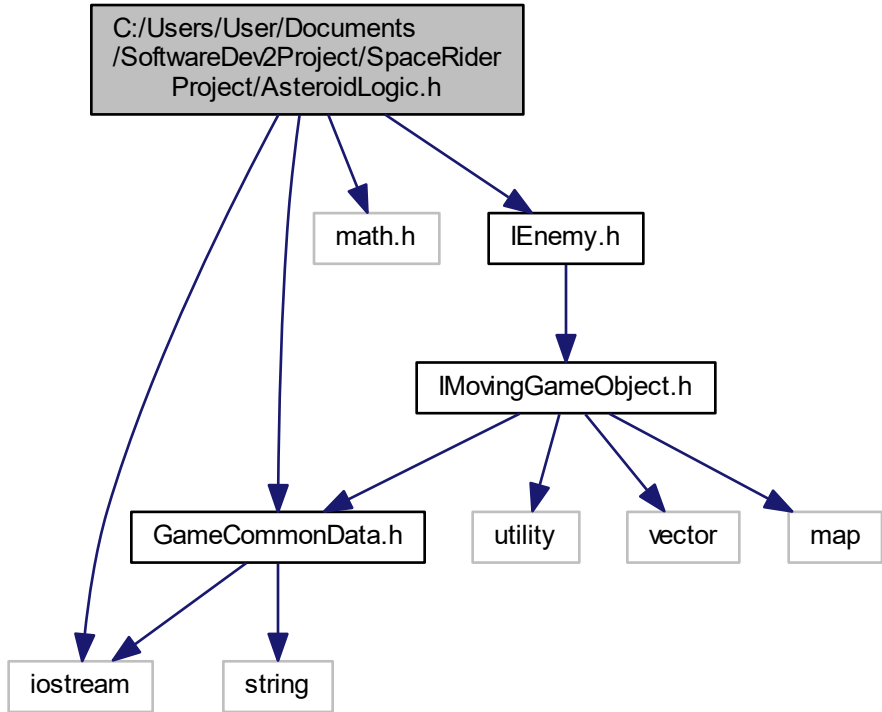 C:/Users/User/Documents
/SoftwareDev2Project/SpaceRider
Project/AsteroidLogic.h
math.h
IEnemy.h
IMovingGameObject.h
GameCommonData.h
utility
vector
map
iostream
string